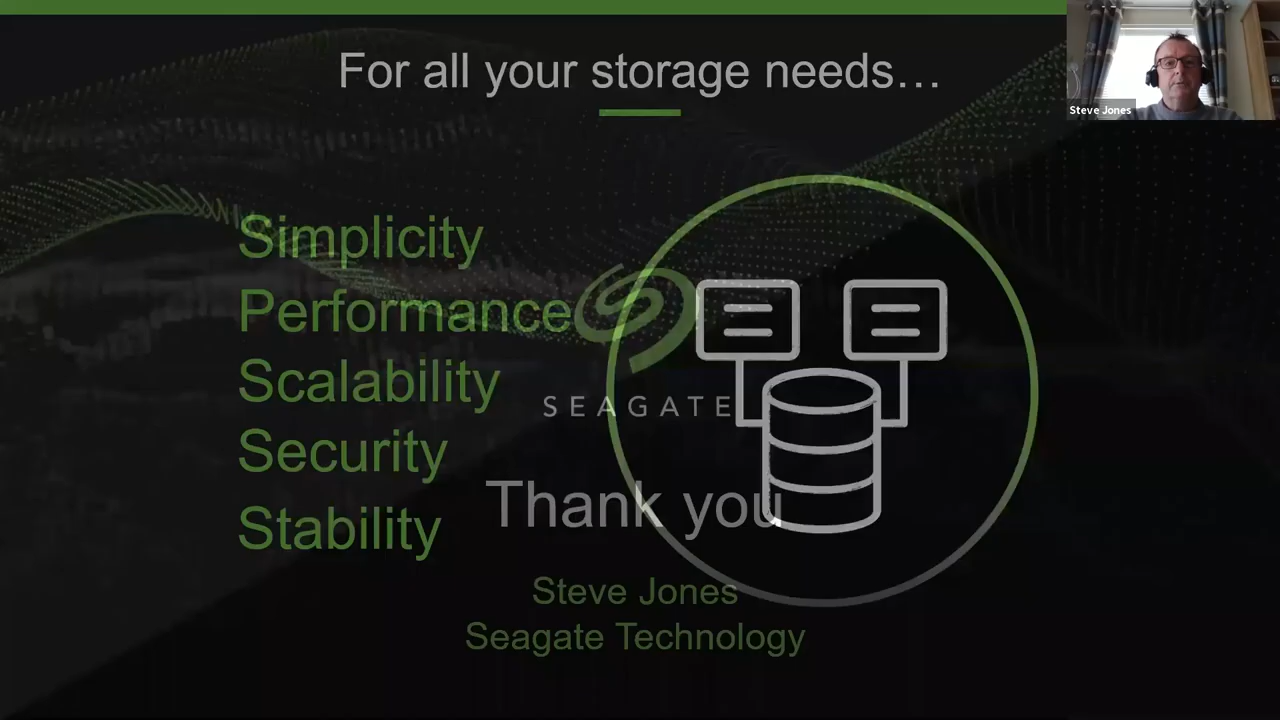 For all your storage needs…
Steve Jones
Simplicity
Performance
Scalability
SEAGATE
Security
Thank you
Stability
Steve Jones
Seagate Technology